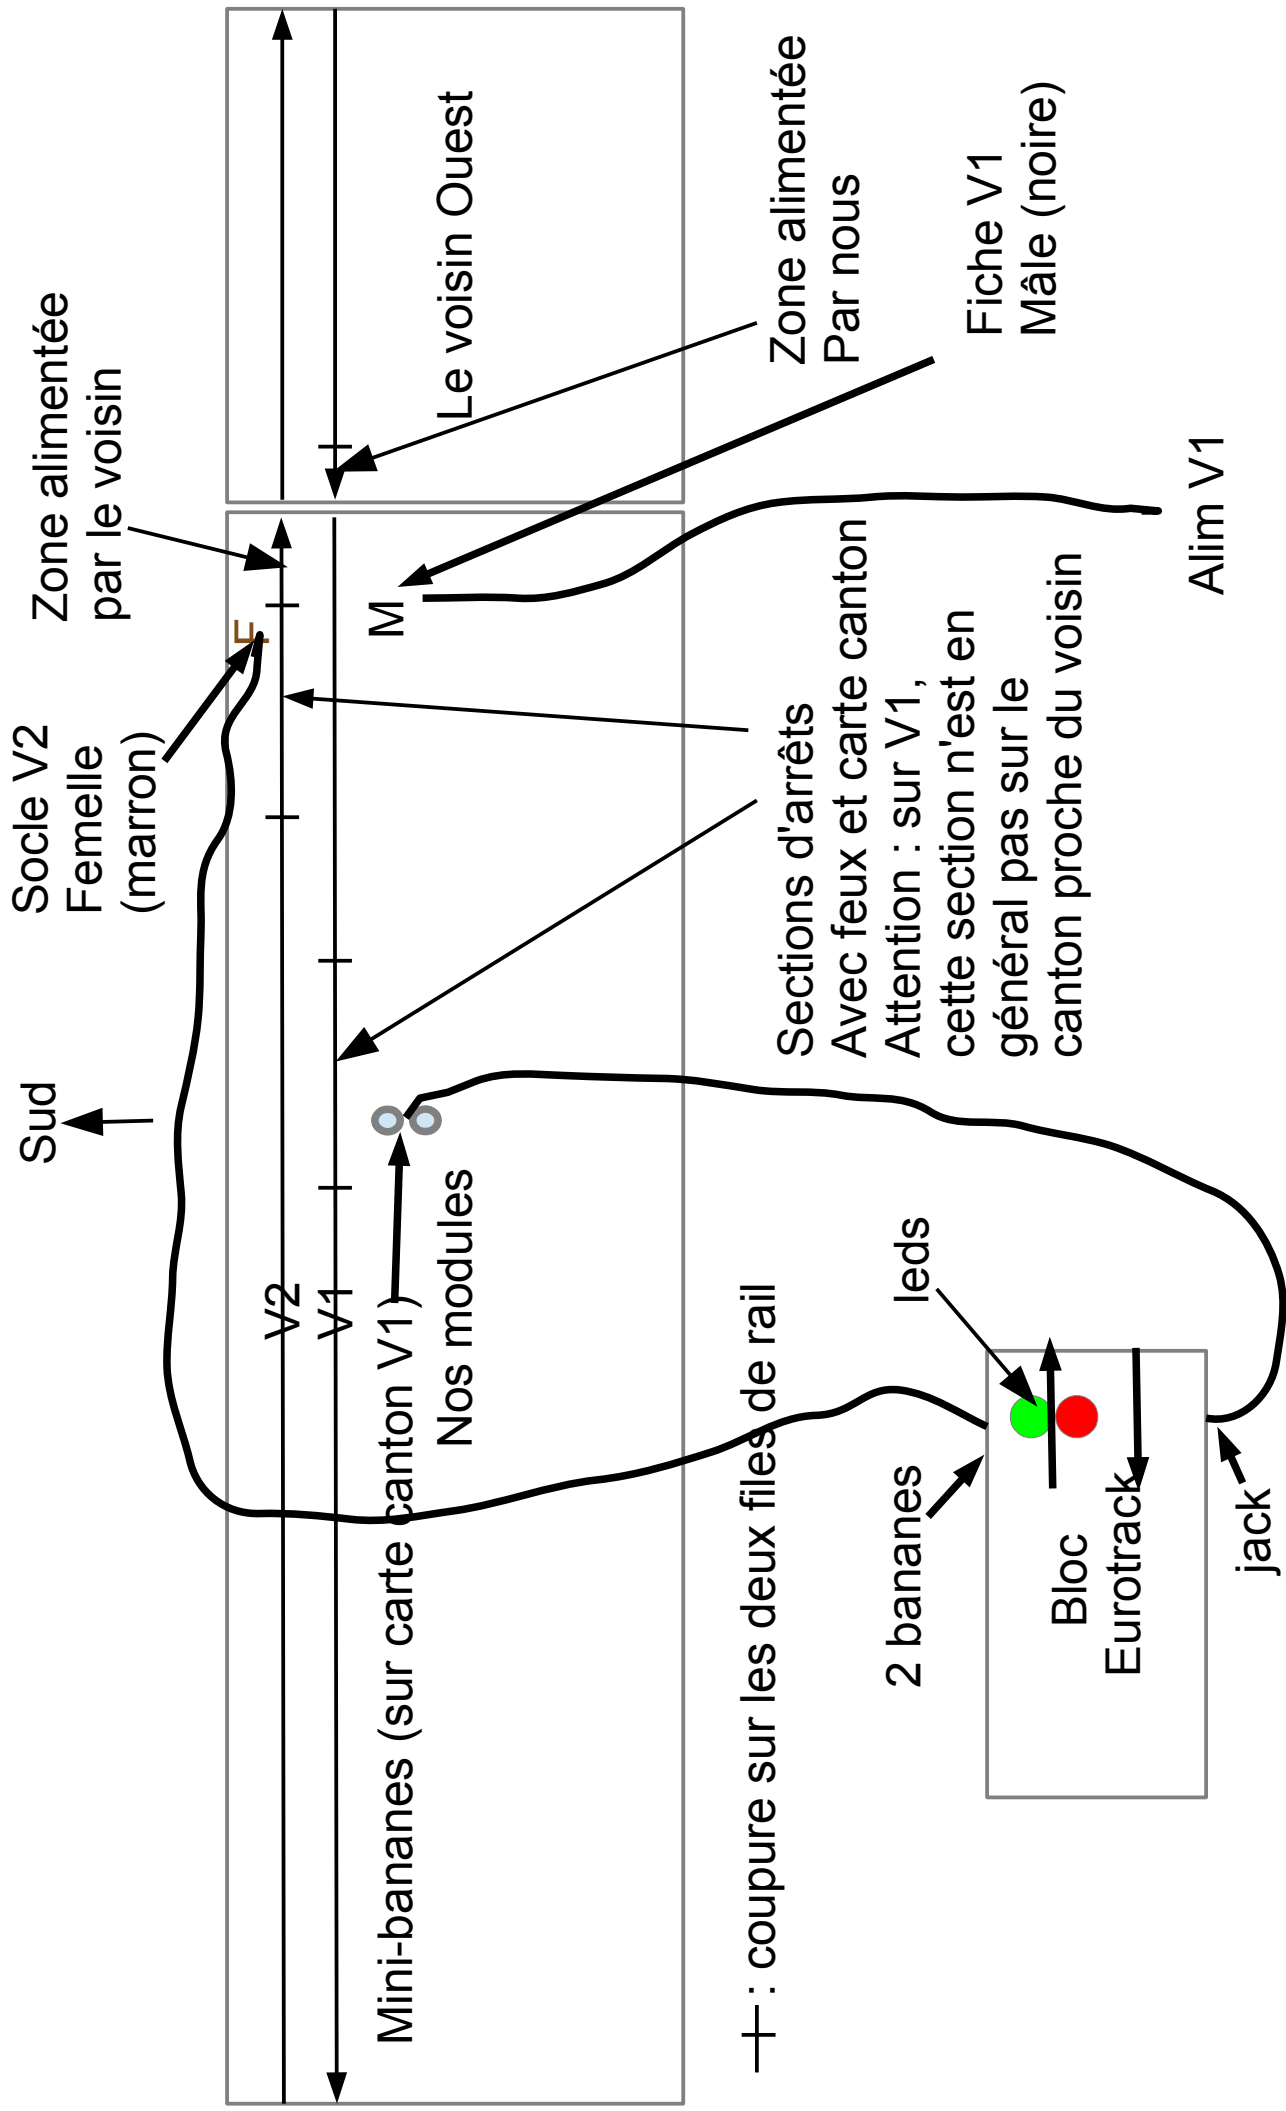 Sud
Socle V2
Femelle
(marron)
Zone alimentée
par le voisin
F
V2
V1
M
Mini-bananes (sur carte canton V1)
Nos modules
Le voisin Ouest
: coupure sur les deux files de rail
Sections d'arrêts
Avec feux et carte canton
Attention : sur V1,
cette section n'est en
général pas sur le
canton proche du voisin
Zone alimentée
Par nous
Fiche V1
Mâle (noire)
2 bananes
leds
Bloc
Eurotrack
jack
Alim V1